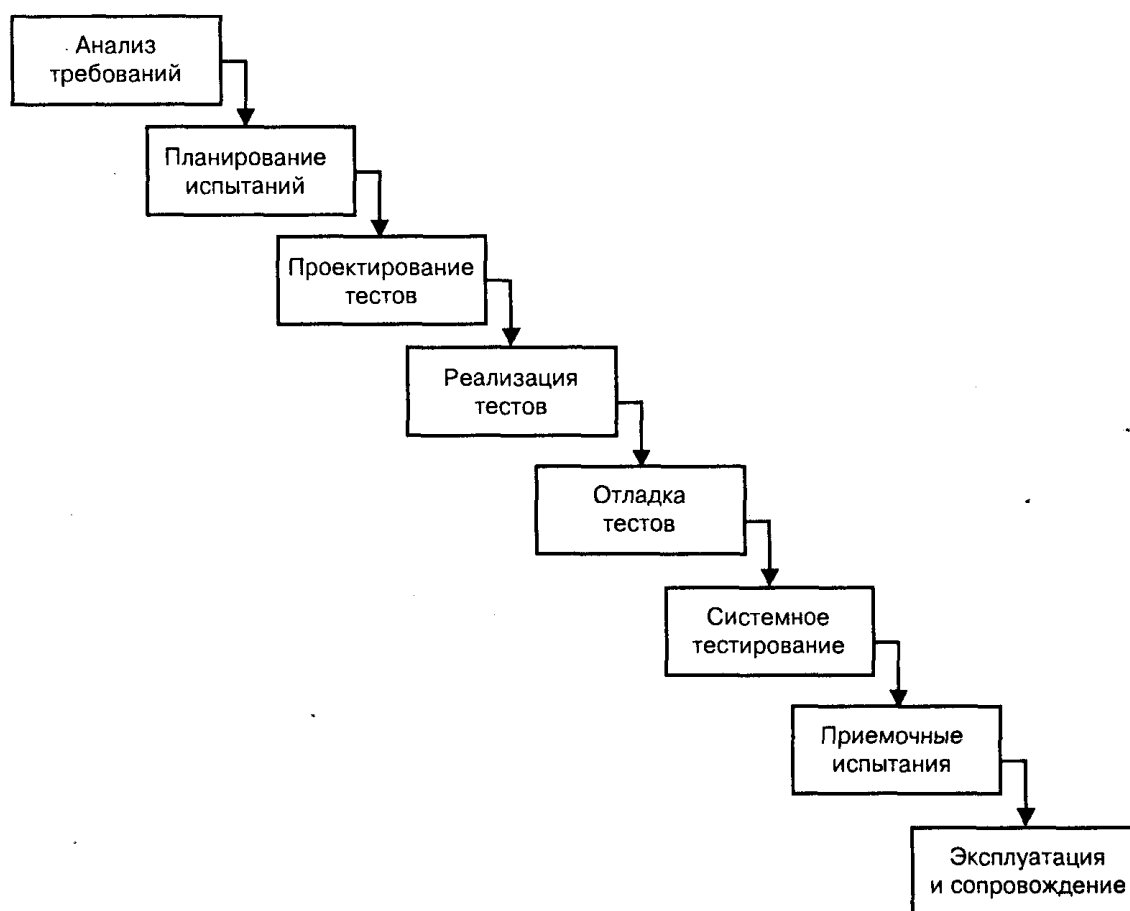 Анализ
требований
Планирование
испытаний
Проектирование
тестов
Реализация
тестов
Отладка
тестов
Системное
тестирование
Приемочные
испытания
Эксплуатация
и сопровождение